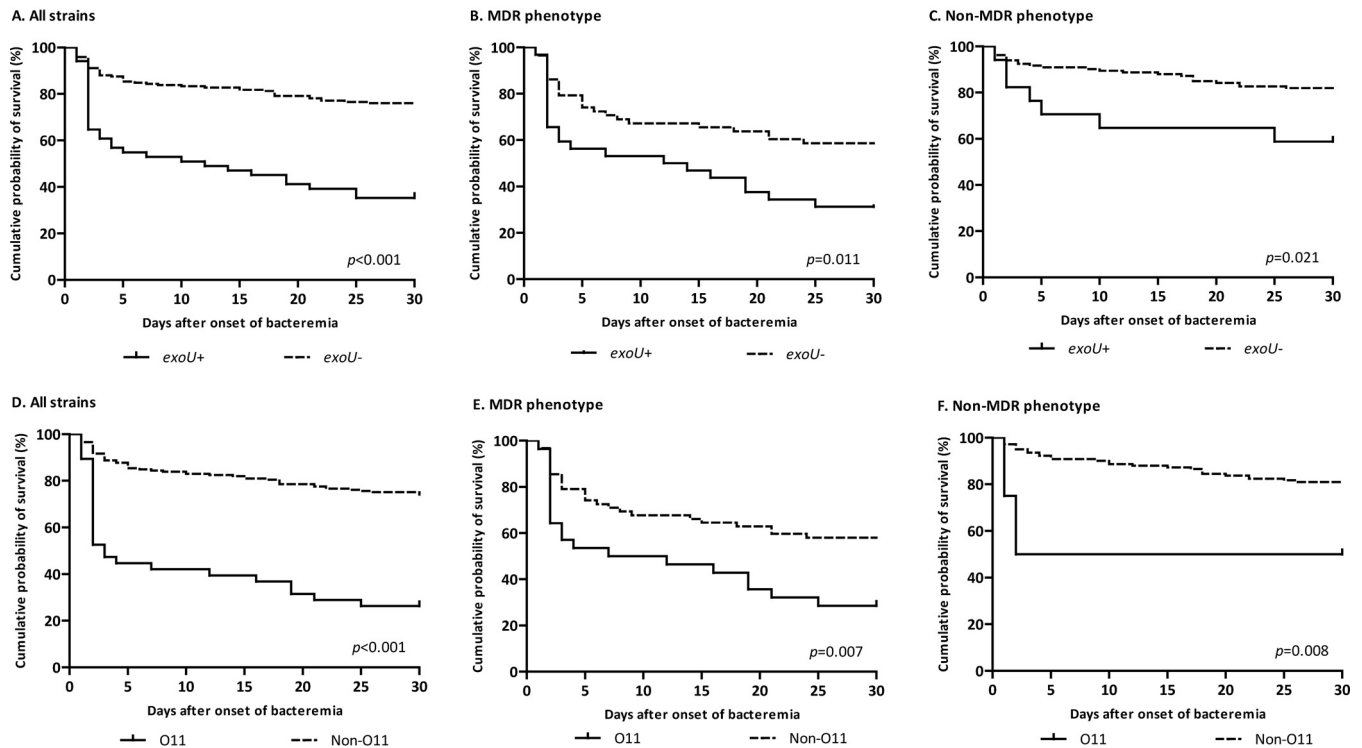 A. All strains
Cumulative probability of survival (%)
100
80
60
40
20
0
p<0.001
0 5 10 15 20 25 30
Days after onset of bacteremia
exoU+ exoU-
B. MDR phenotype
Cumulative probability of survival (%)
100
80
60
40
20
0
p=0.011
0 5 10 15 20 25 30
Days after onset of bacteremia
exoU+ exoU-
C. Non-MDR phenotype
Cumulative probability of survival (%)
100
80
60
40
20
0
p=0.021
0 5 10 15 20 25 30
Days after onset of bacteremia
exoU+ exoU-
D. All strains
Cumulative probability of survival (%)
100
80
60
40
20
0
p<0.001
0 5 10 15 20 25 30
Days after onset of bacteremia
O11 Non-O11
E. MDR phenotype
Cumulative probability of survival (%)
100
80
60
40
20
0
p=0.007
0 5 10 15 20 25 30
Days after onset of bacteremia
O11 Non-O11
F. Non-MDR phenotype
Cumulative probability of survival (%)
100
80
60
40
20
0
p=0.008
0 5 10 15 20 25 30
Days after onset of bacteremia
O11 Non-O11